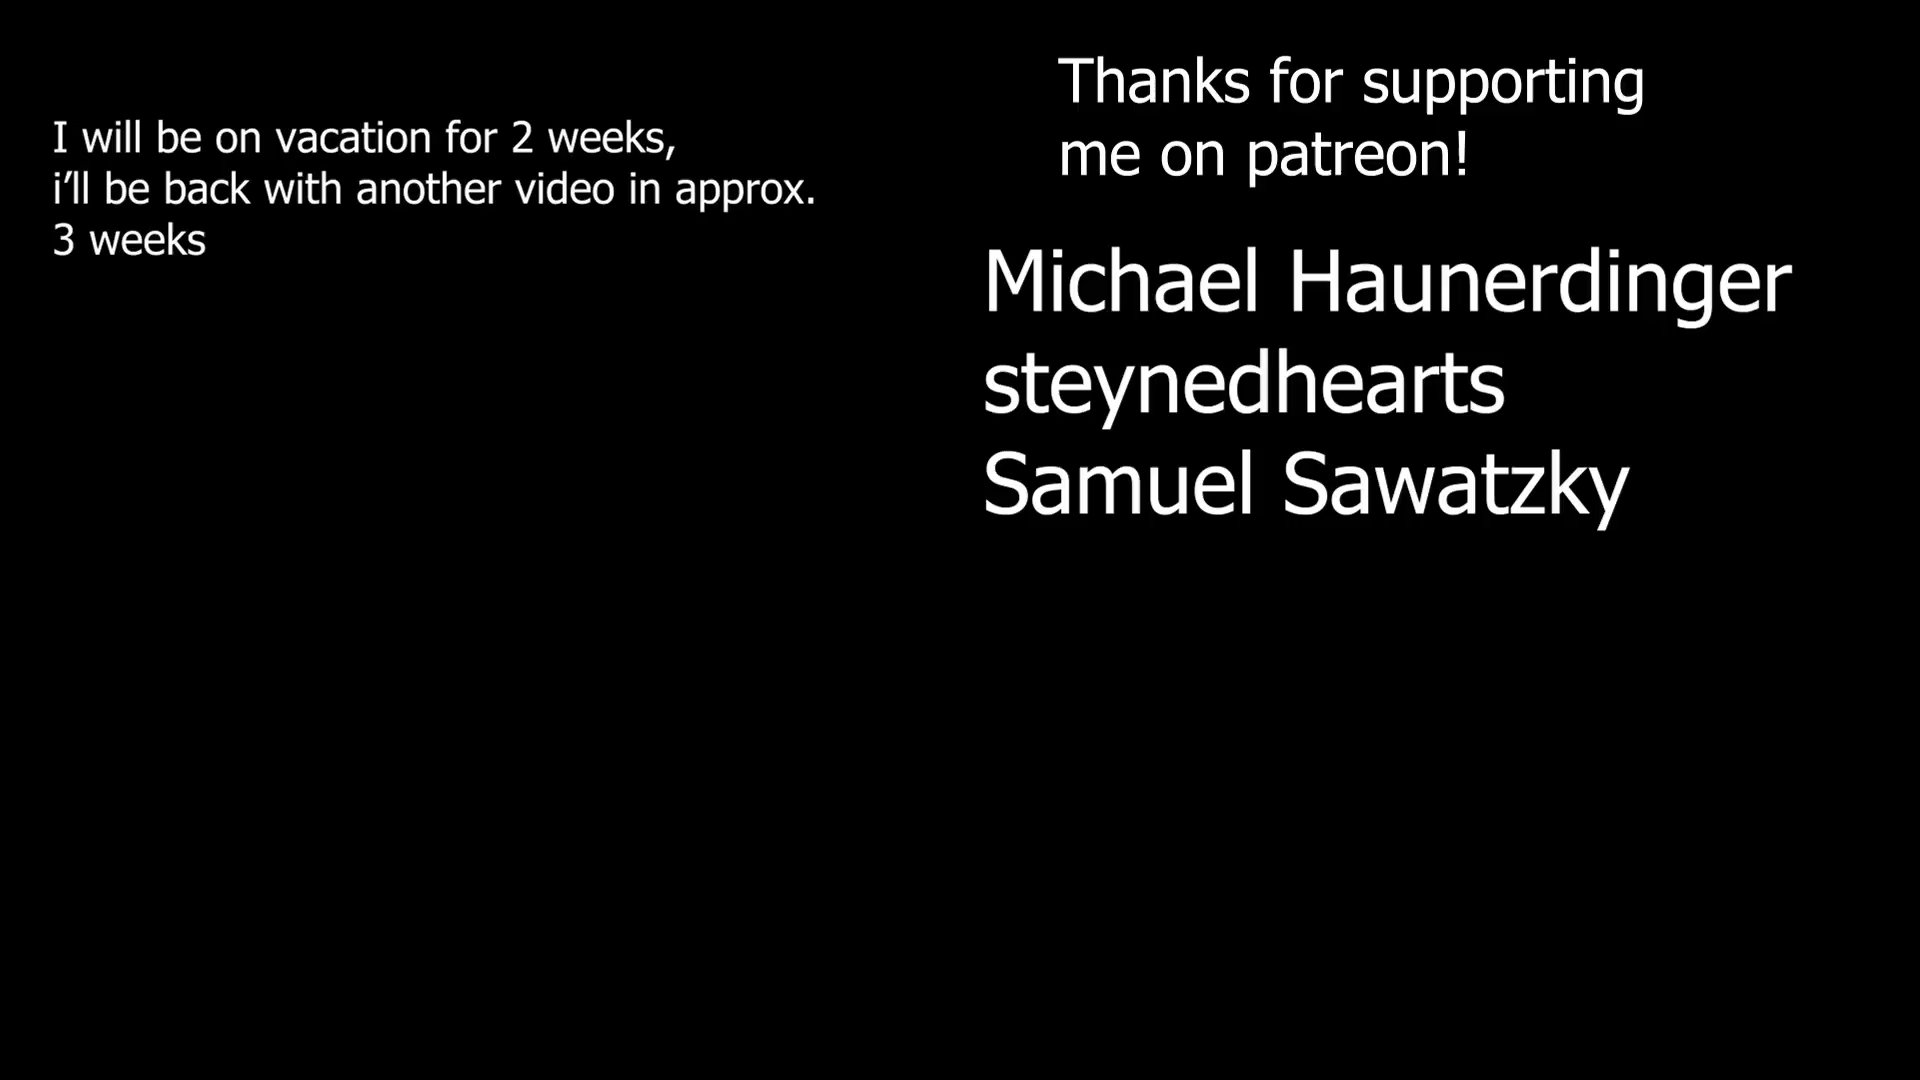 I will be on vacation for 2 weeks,
i’ll be back with another video in approx.
3 weeks
Thanks for supporting
me on patreon!
Michael Haunerdinger
steynedhearts
Samuel Sawatzky